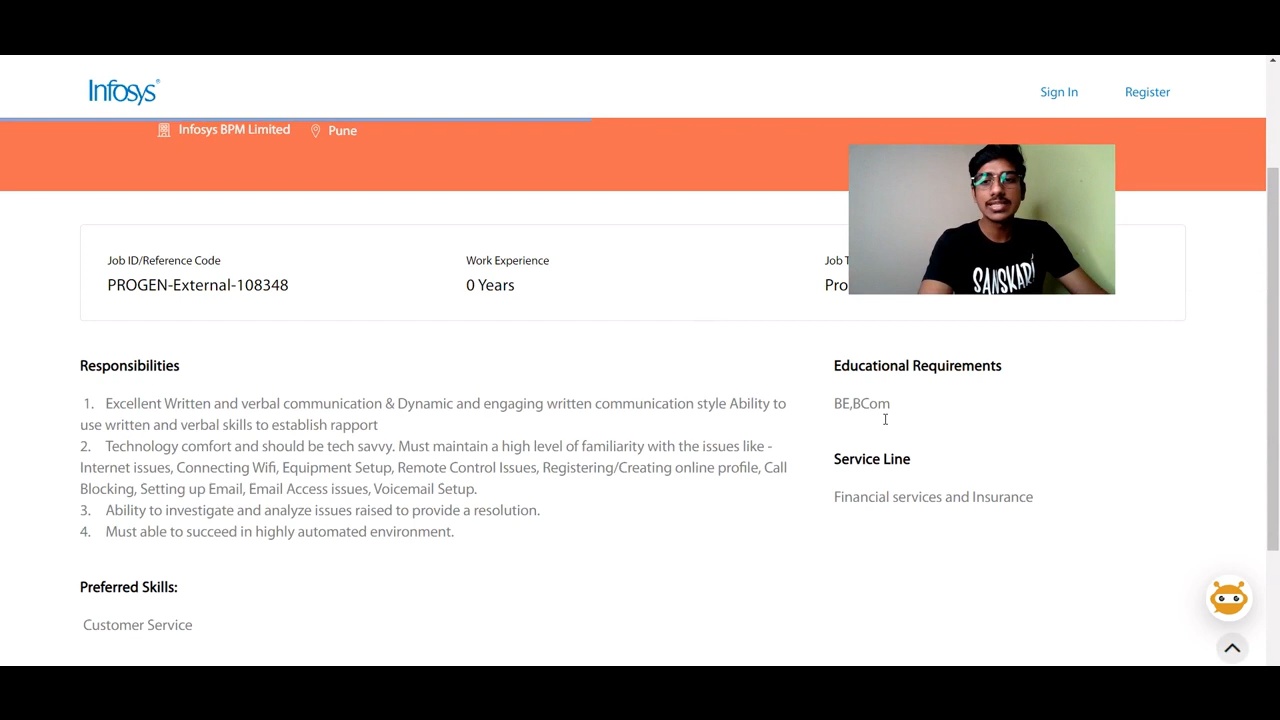 Infosys®
Sign In
Register
Infosys BPM Limited
Pune
Job ID/Reference Code
Work Experience
Job T
PROGEN-External-108348
0 Years
Pro
SANSKARI
Responsibilities
Educational Requirements
1. Excellent Written and verbal communication & Dynamic and engaging written communication style Ability to
use written and verbal skills to establish rapport
2. Technology comfort and should be tech savvy. Must maintain a high level of familiarity with the issues like -
Internet issues, Connecting Wifi, Equipment Setup, Remote Control Issues, Registering/Creating online profile, Call
Blocking, Setting up Email, Email Access issues, Voicemail Setup.
3. Ability to investigate and analyze issues raised to provide a resolution.
4. Must able to succeed in highly automated environment.
BE,BCom
Service Line
Financial services and Insurance
Preferred Skills:
Customer Service